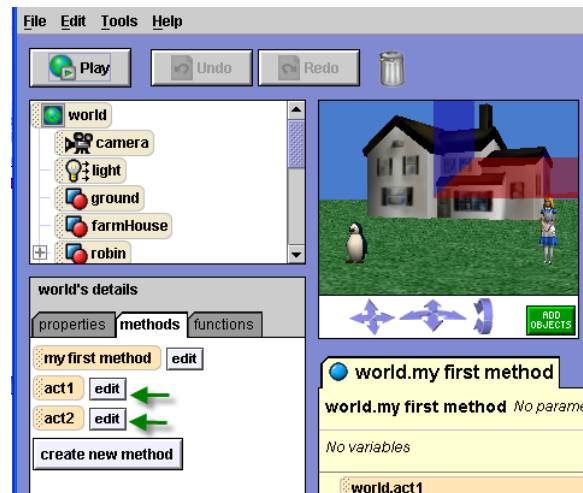 File Edit Tools Help
Play Undo Redo
world
camera
light
ground
farmHouse
robin
world's details
properties methods functions
my first method edit
act1 edit
act2 edit
create new method
ADD
OBJECTS
world.my first method
world.my first method No parame
No variables
world.act1